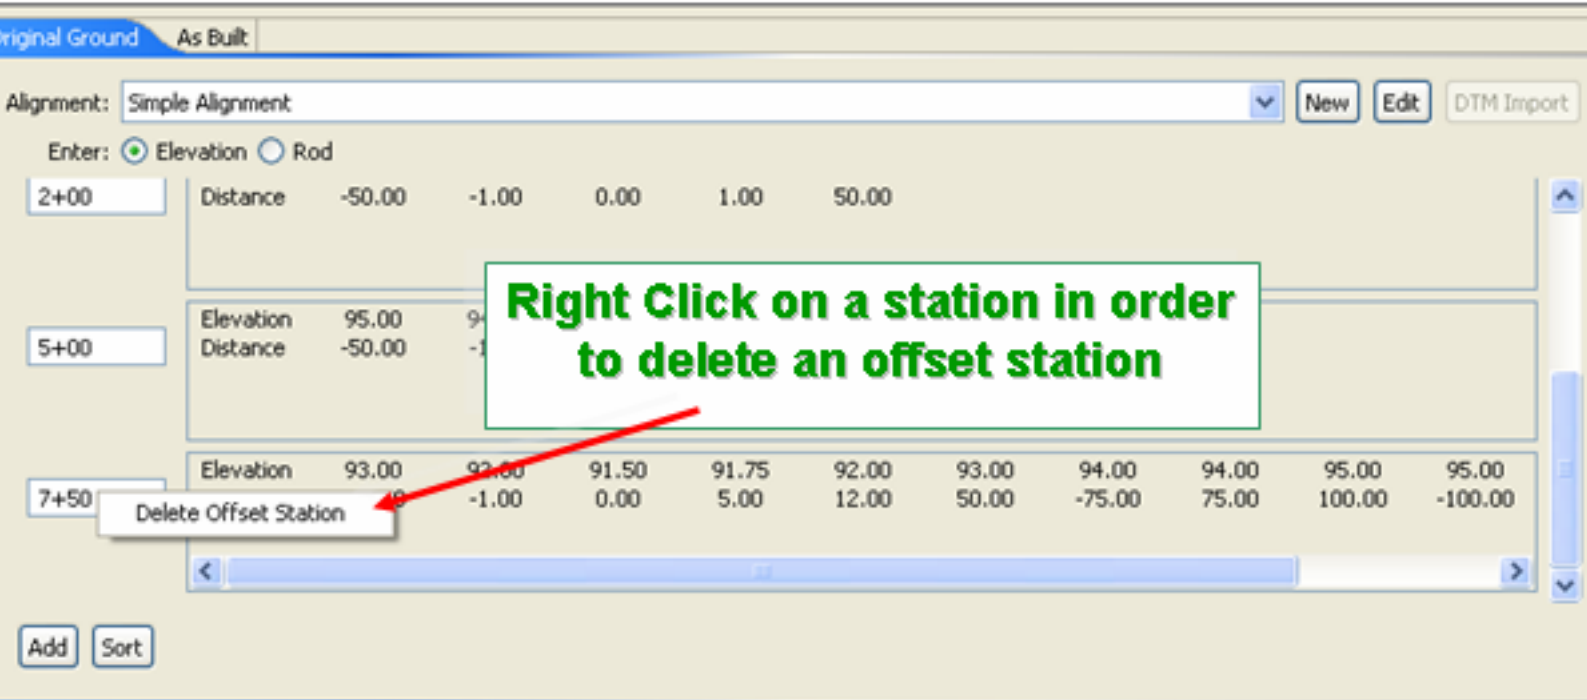 Original Ground As Built
Alignment: Simple Alignment New Edit DTM Import
Enter: Elevation Rod
2+00 Distance -50.00 -1.00 0.00 1.00 50.00
Right Click on a station in order
to delete an offset station
Elevation 95.00
5+00 Distance -50.00
Elevation 93.00 92.00 91.50 91.75 92.00 93.00 94.00 94.00 95.00 95.00
7+50 -1.00 0.00 5.00 12.00 50.00 -75.00 75.00 100.00 -100.00
Delete Offset Station
Add Sort